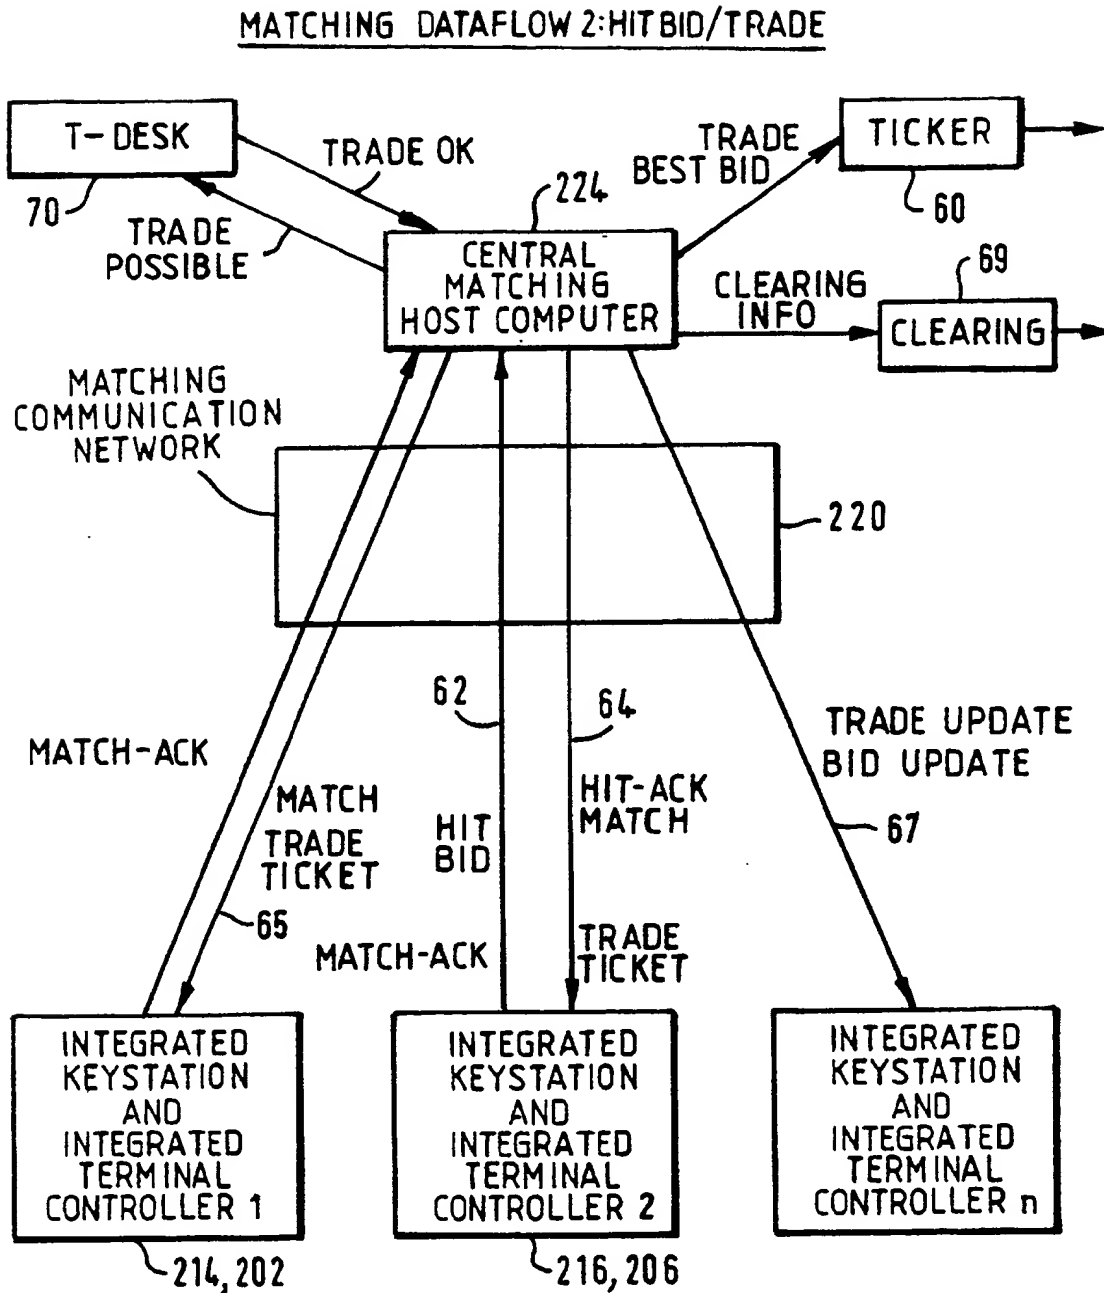 MATCHING DATAFLOW 2: HIT BID/TRADE
T-DESK
70
TRADE OK
TRADE
POSSIBLE
224
CENTRAL
MATCHING
HOST COMPUTER
TRADE
BEST BID
TICKER
60
CLEARING
INFO
69
CLEARING
MATCHING
COMMUNICATION
NETWORK
220
MATCH-ACK
MATCH
TRADE
TICKET
65
62
HIT
BID
MATCH-ACK
64
HIT-ACK
MATCH
TRADE
TICKET
TRADE UPDATE
BID UPDATE
67
INTEGRATED
KEYSTATION
AND
INTEGRATED
TERMINAL
CONTROLLER 1
214, 202
INTEGRATED
KEYSTATION
AND
INTEGRATED
TERMINAL
CONTROLLER 2
216, 206
INTEGRATED
KEYSTATION
AND
INTEGRATED
TERMINAL
CONTROLLER n